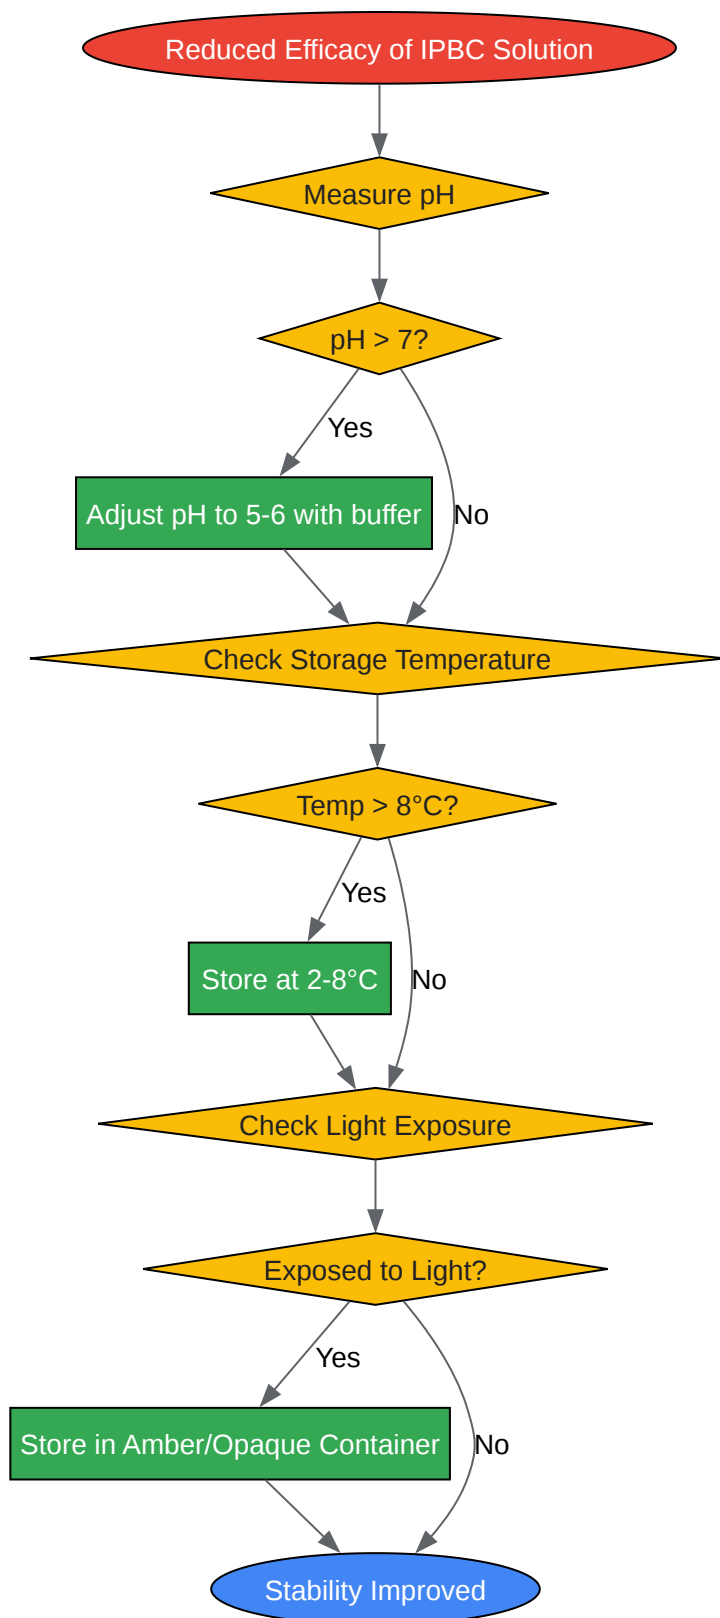 Reduced Efficacy of IPBC Solution
Measure pH
pH > 7?
Yes
Adjust pH to 5-6 with buffer
No
Check Storage Temperature
Temp > 8°C?
Yes
Store at 2-8°C
No
Check Light Exposure
Exposed to Light?
Yes
Store in Amber/Opaque Container
No
Stability Improved